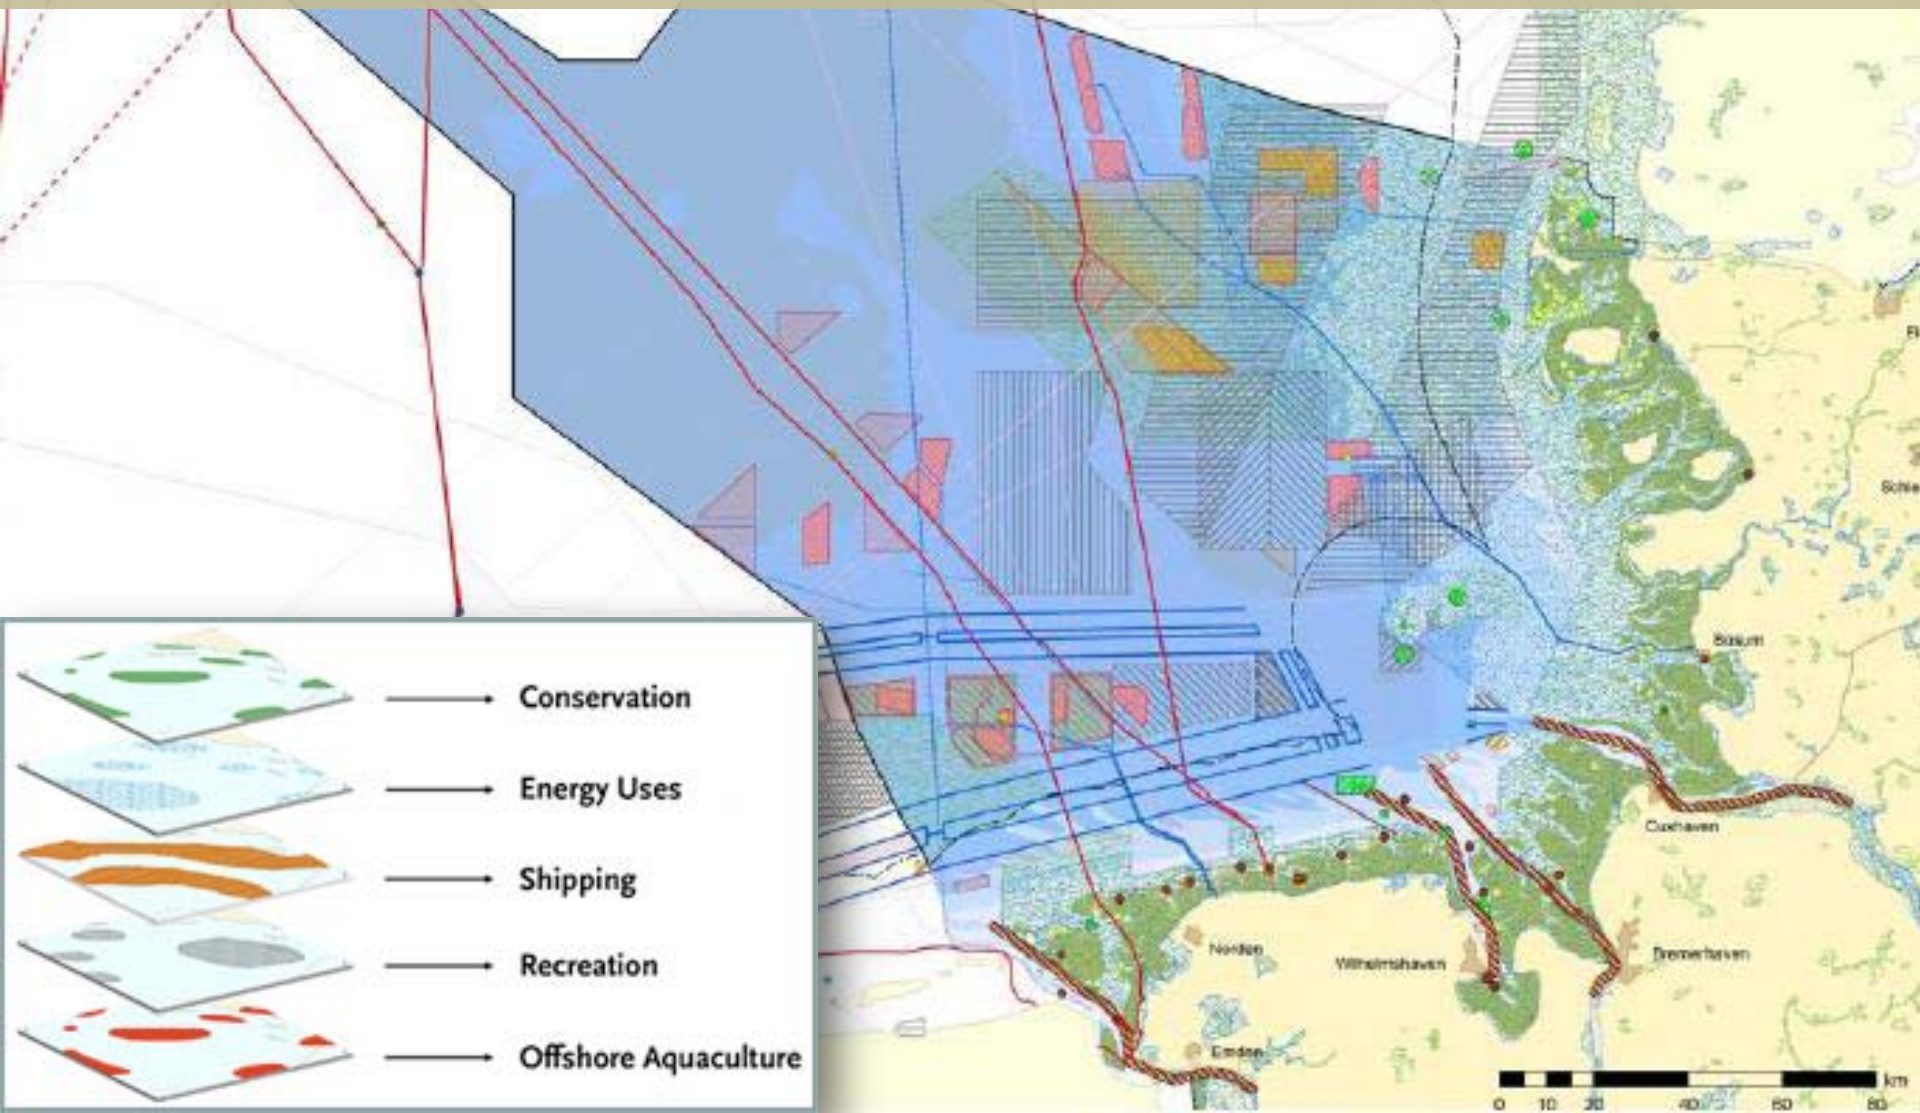 Büsum
Cuxhaven
Norden
Wilhelmshaven
Bremerhaven
Emden
Conservation
Energy Uses
Shipping
Recreation
Offshore Aquaculture
km
0 10 20 40 60 80